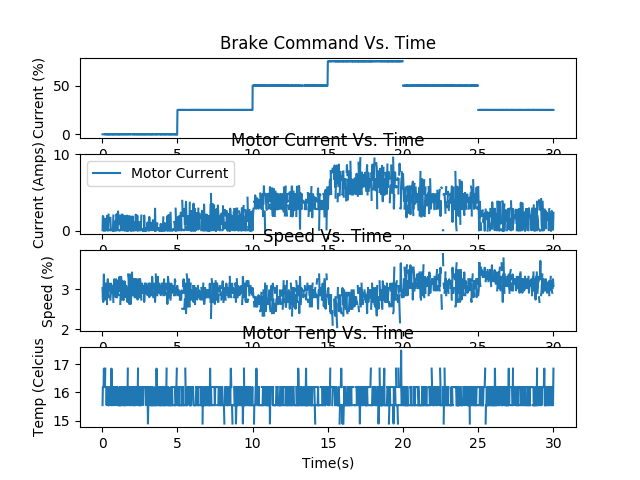 Brake Command Vs. Time
Current (%)
50
0
0 5 10 15 20 25 30
Motor Current Vs. Time
Current (Amps)
10
0
Motor Current
0 5 10 15 20 25 30
Speed Vs. Time
Speed (%)
3
2
0 5 10 15 20 25 30
Motor Tenp Vs. Time
Temp (Celcius
17
16
15
0 5 10 15 20 25 30
Time(s)